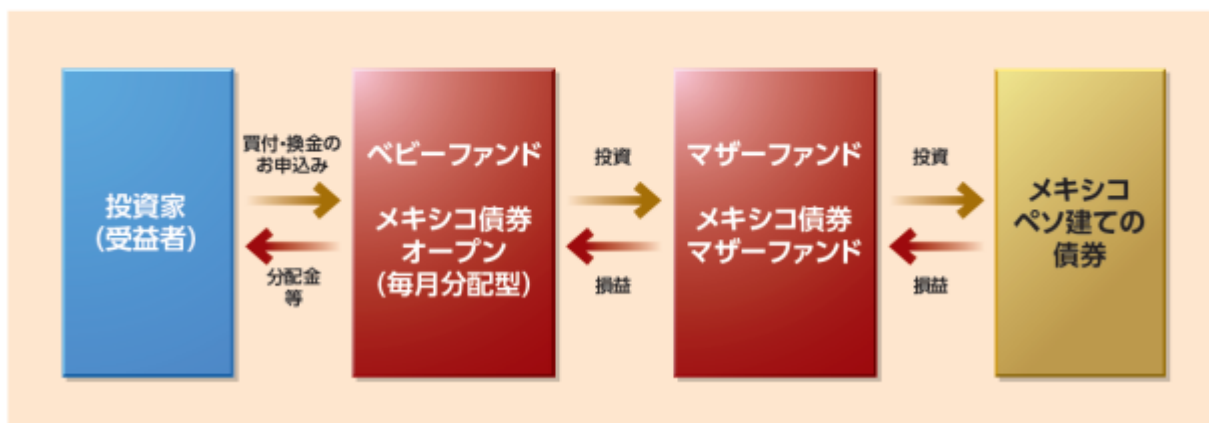 投資家
(受益者)
買付・換金の
お申込み
分配金
等
ベビーファンド
メキシコ債券
オープン
(毎月分配型)
投資
損益
マザーファンド
メキシコ債券
マザーファンド
投資
損益
メキシコ
ペソ建ての
債券